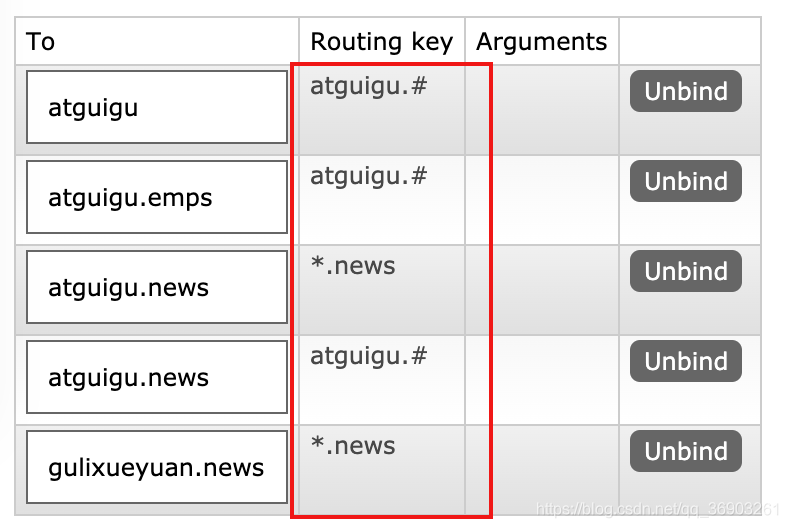 To Routing key Arguments
atguigu atguigu.# Unbind
atguigu.emps atguigu.# Unbind
atguigu.news *.news Unbind
atguigu.news atguigu.# Unbind
gulixueyuan.news *.news Unbind
https://blog.csdn.net/qq_36903261